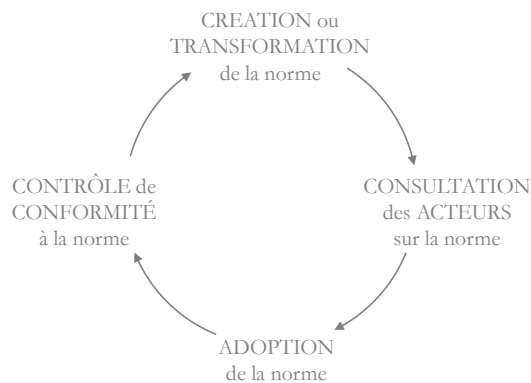 CREATION ou
TRANSFORMATION
de la norme
CONSULTATION
des ACTEURS
sur la norme
ADOPTION
de la norme
CONTRÔLE de
CONFORMITÉ
à la norme